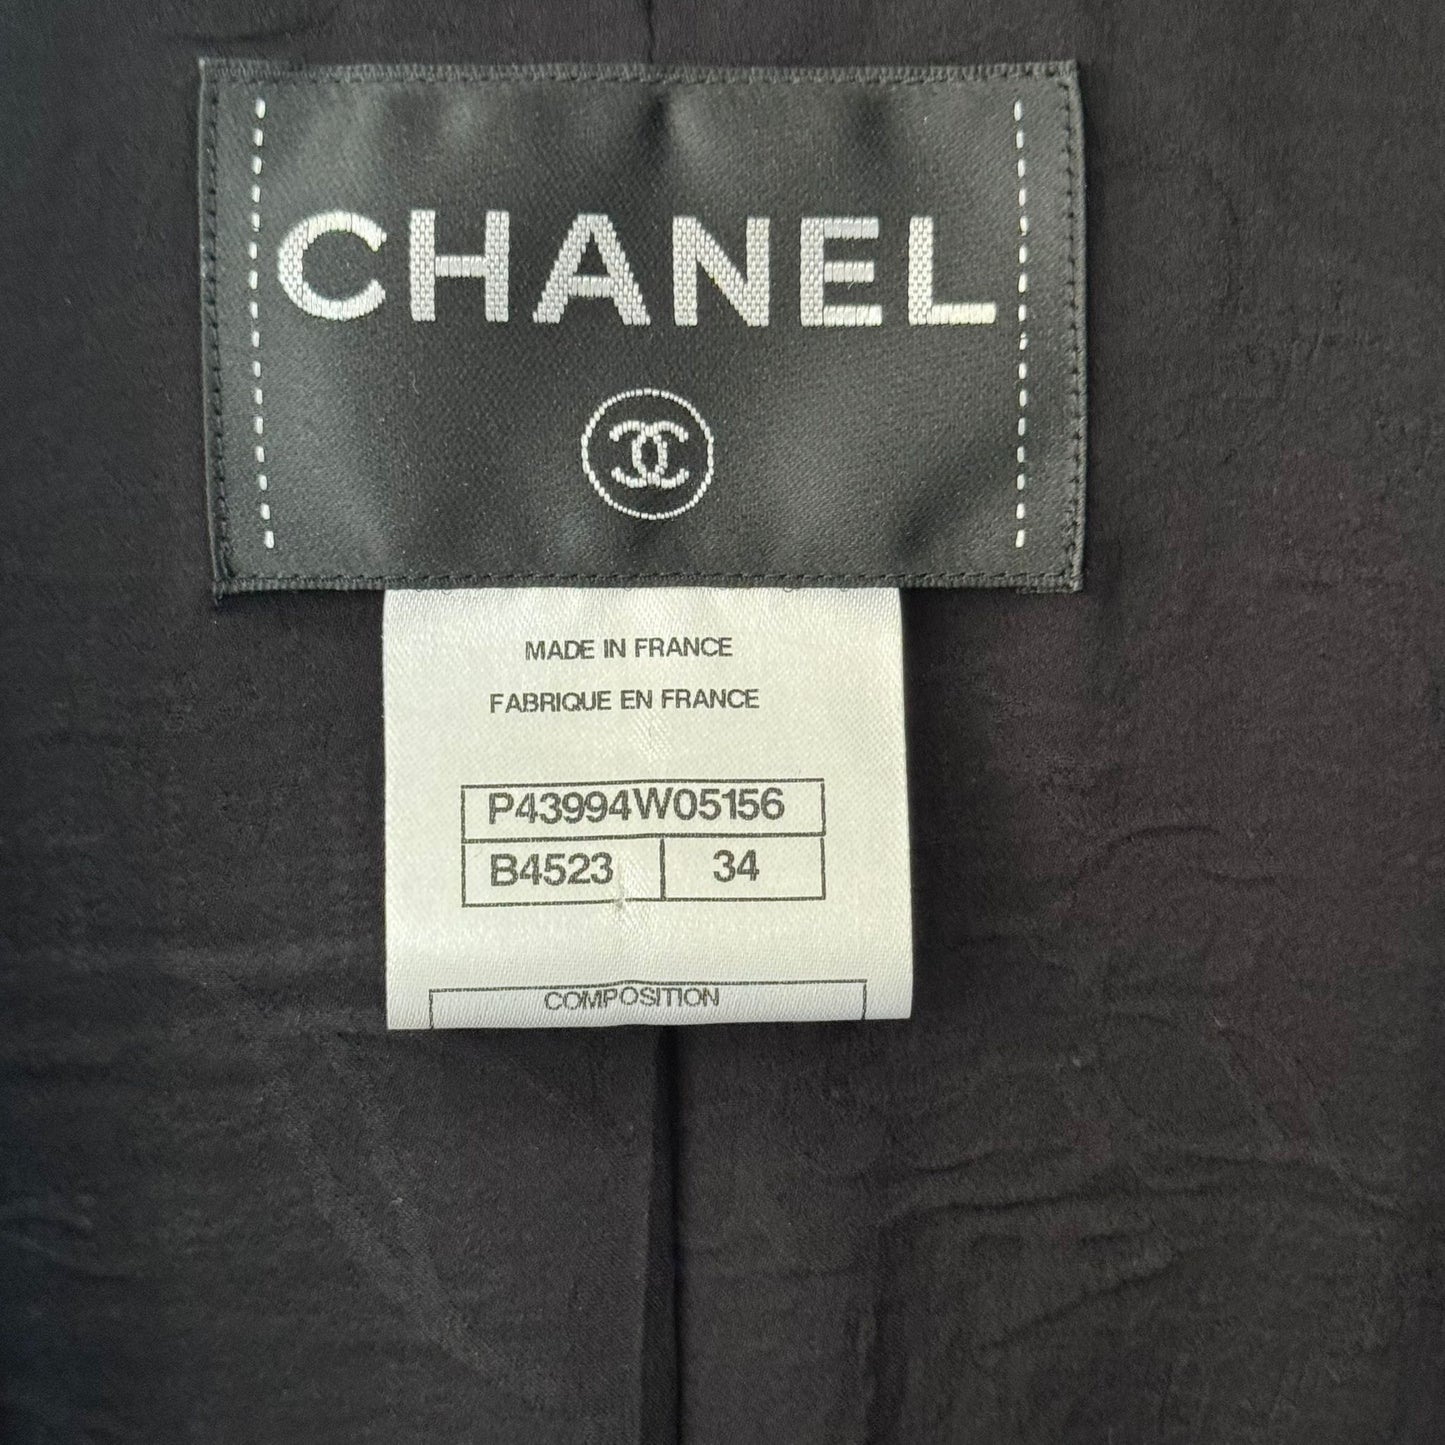 CHANEL
MADE IN FRANCE
FABRIQUE EN FRANCE
P43994W05156
B4523 34
COMPOSITION